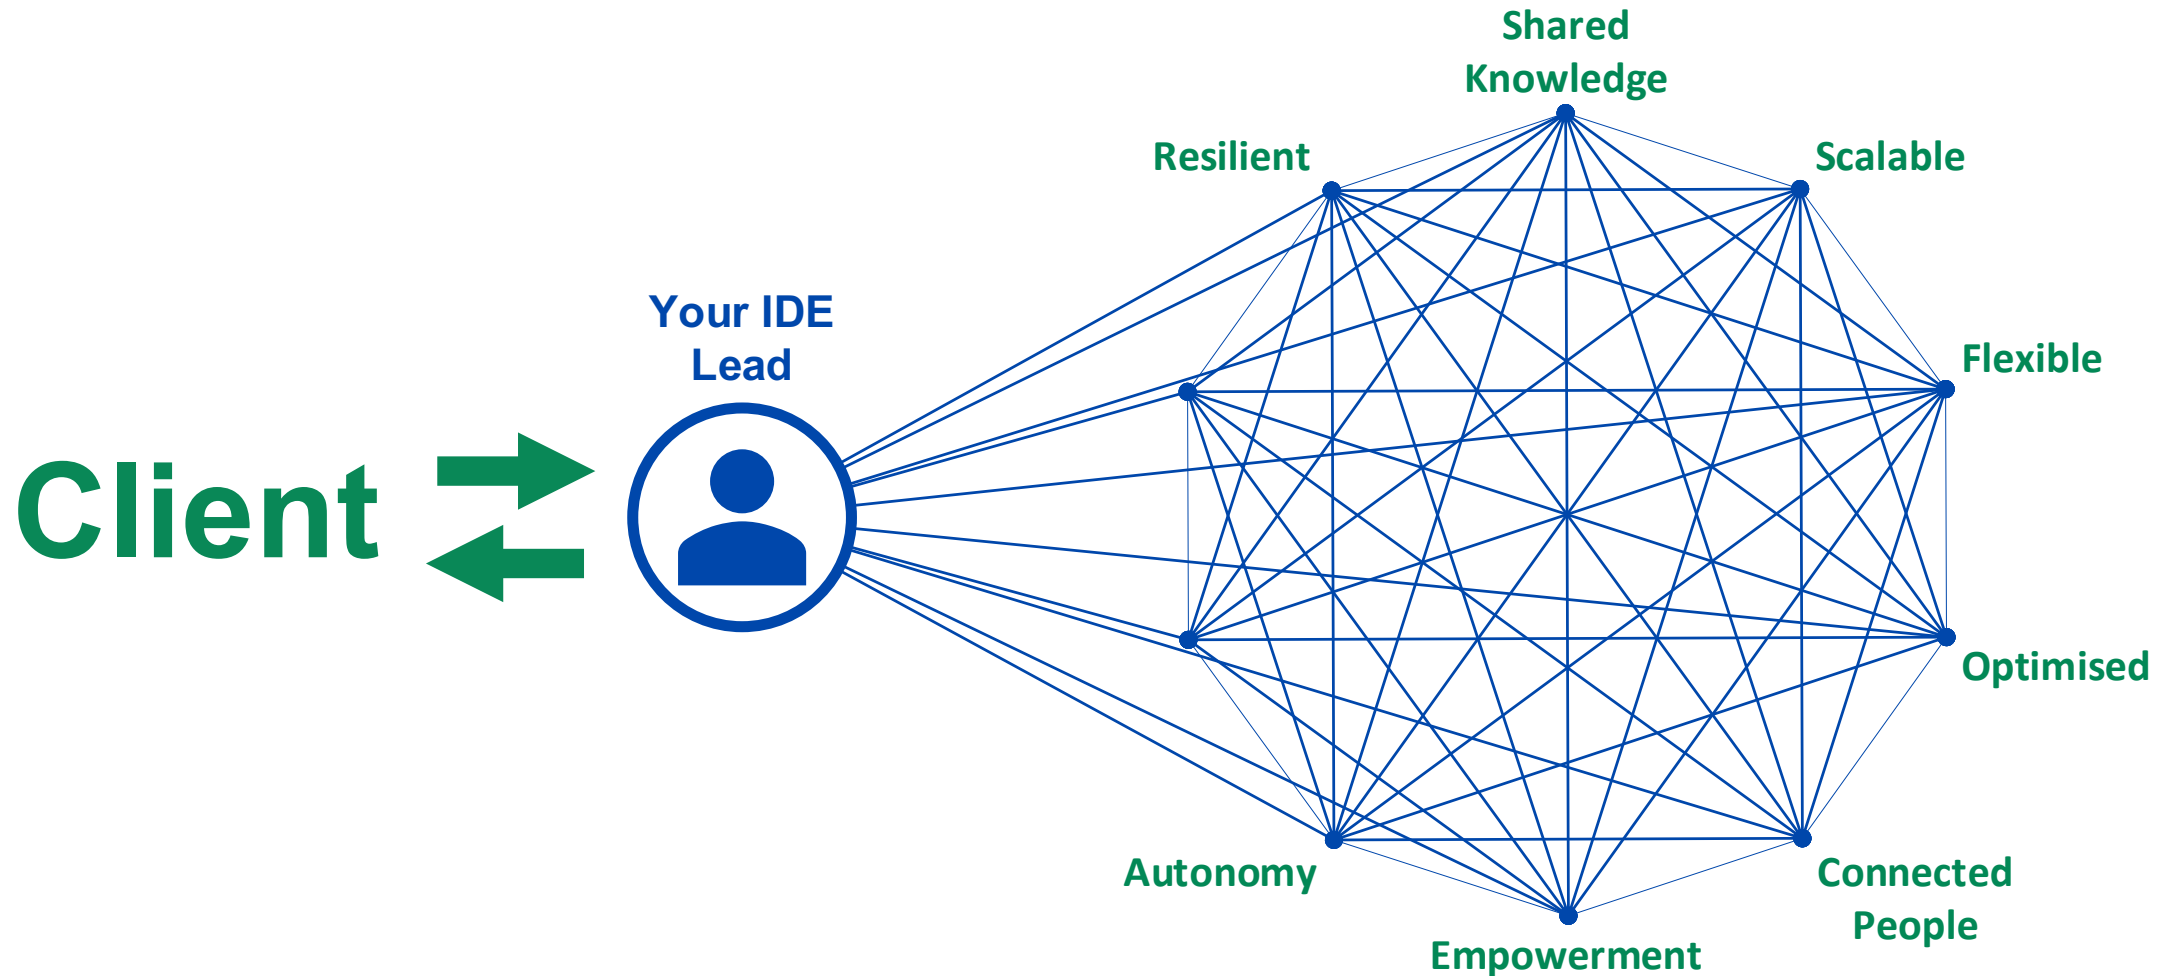 Client
Your IDE
Lead
Shared
Knowledge
Resilient
Scalable
Flexible
Optimised
Connected
People
Empowerment
Autonomy